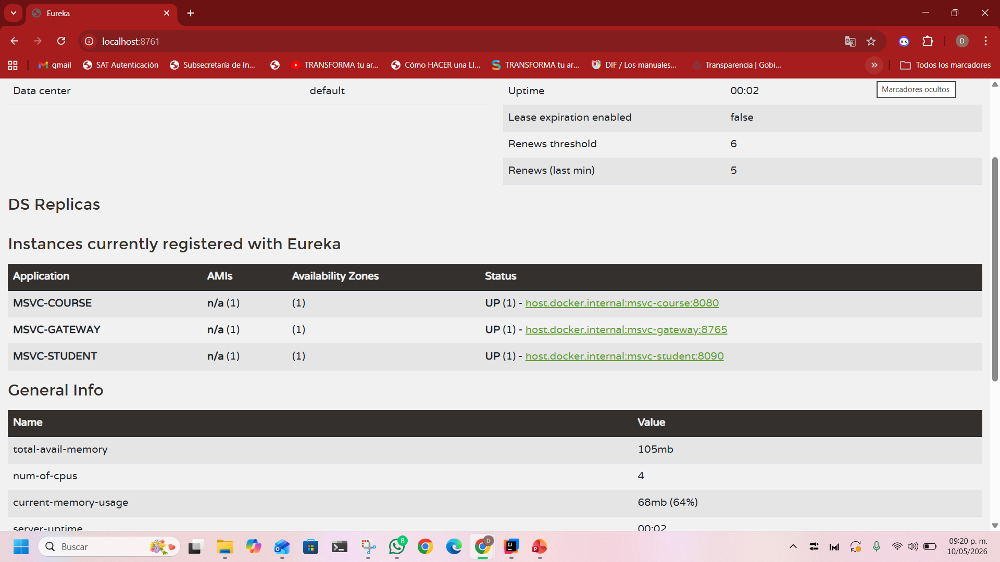 Eureka
localhost:8761
gmail
SAT Autenticación
Subsecretaría de In...
TRANSFORMA tu ar...
Cómo HACER una LI...
TRANSFORMA tu ar...
DIF / Los manuales...
Transparencia | Gobi...
Todos los marcadores
Marcadores ocultos
Data center default
Uptime 00:02
Lease expiration enabled false
Renews threshold 6
Renews (last min) 5
DS Replicas
Instances currently registered with Eureka
Application AMIs Availability Zones Status
MSVC-COURSE n/a (1) (1) UP (1) - host.docker.internal:msvc-course:8080
MSVC-GATEWAY n/a (1) (1) UP (1) - host.docker.internal:msvc-gateway:8765
MSVC-STUDENT n/a (1) (1) UP (1) - host.docker.internal:msvc-student:8090
General Info
Name Value
total-avail-memory 105mb
num-of-cpus 4
current-memory-usage 68mb (64%)
server-uptime 00:02
Buscar
8
D
09:20 p. m.
10/05/2026